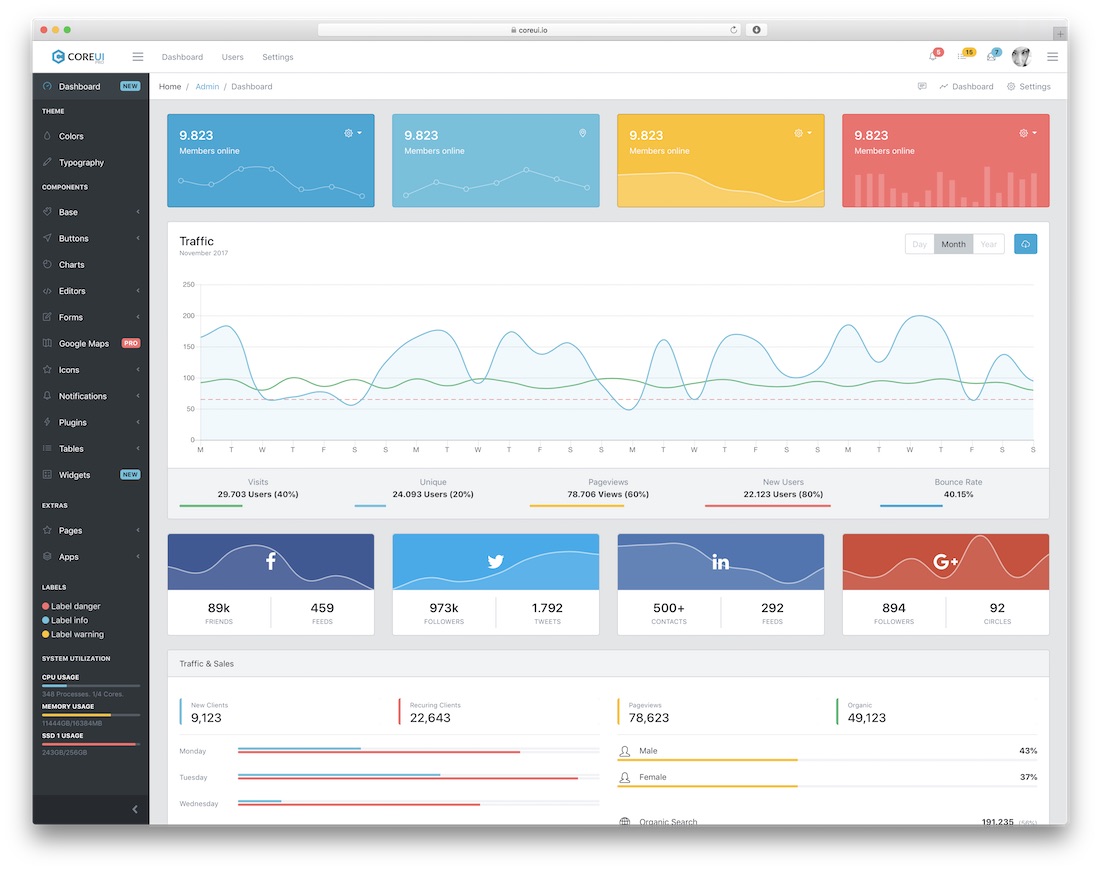 coreui.io
COREUI
PRO
Dashboard Users Settings
6 15 7
Dashboard NEW
Home / Admin / Dashboard
Dashboard Settings
THEME
Colors
Typography
COMPONENTS
Base
Buttons
Charts
Editors
Forms
Google Maps PRO
Icons
Notifications
Plugins
Tables
Widgets NEW
EXTRAS
Pages
Apps
LABELS
Label danger
Label info
Label warning
SYSTEM UTILIZATION
CPU USAGE
348 Processes. 1/4 Cores.
MEMORY USAGE
11444GB/16384MB
SSD 1 USAGE
243GB/256GB
9.823
Members online
9.823
Members online
9.823
Members online
9.823
Members online
Traffic
November 2017
Day Month Year
250
200
150
100
50
0
M T W T F S S M T W T F S S M T W T F S S M T W T F S S
Visits
29.703 Users (40%)
Unique
24.093 Users (20%)
Pageviews
78.706 Views (60%)
New Users
22.123 Users (80%)
Bounce Rate
40.15%
f
89k
FRIENDS
459
FEEDS
973k
FOLLOWERS
1.792
TWEETS
in
500+
CONTACTS
292
FEEDS
G+
894
FOLLOWERS
92
CIRCLES
Traffic & Sales
New Clients
9,123
Recuring Clients
22,643
Pageviews
78,623
Organic
49,123
Monday
Tuesday
Wednesday
Male 43%
Female 37%
Organic Search 191.235 (56%)